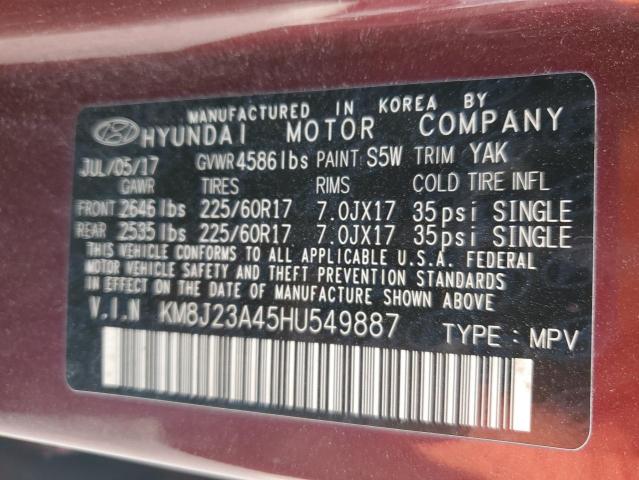 MANUFACTURED IN KOREA BY
HYUNDAI MOTOR COMPANY
JUL/05/17 GVWR 4586 lbs PAINT S5W TRIM YAK
GAWR TIRES RIMS COLD TIRE INFL
FRONT 2646 lbs 225/60R17 7.0JX17 35psi SINGLE
REAR 2535 lbs 225/60R17 7.0JX17 35psi SINGLE
THIS VEHICLE CONFORMS TO ALL APPLICABLE U.S.A. FEDERAL
MOTOR VEHICLE SAFETY AND THEFT PREVENTION STANDARDS
IN EFFECT ON THE DATE OF MANUFACTURE SHOWN ABOVE
V.I.N KM8J23A45HU549887 TYPE: MPV